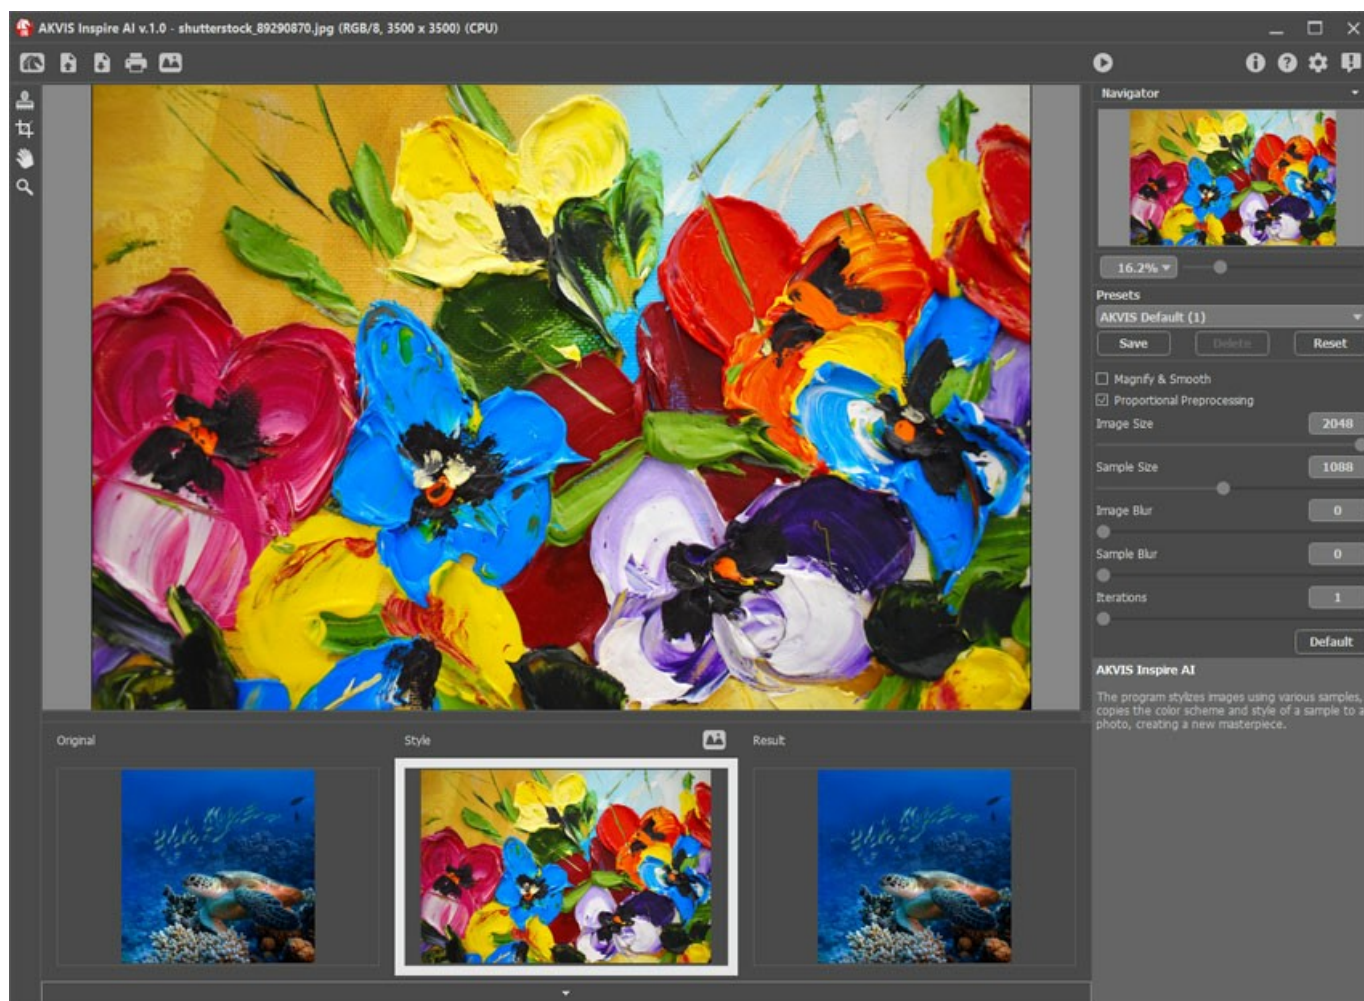 AKVIS Inspire AI v.1.0 - shutterstock_89290870.jpg (RGB/8, 3500 x 3500) (CPU)
Navigator
16.2%
Presets
AKVIS Default (1)
Save Delete Reset
Magnify & Smooth
Proportional Preprocessing
Image Size 2048
Sample Size 1088
Image Blur 0
Sample Blur 0
Iterations 1
Default
AKVIS Inspire AI
The program stylizes images using various samples,
copies the color scheme and style of a sample to a
photo, creating a new masterpiece.
Original Style Result